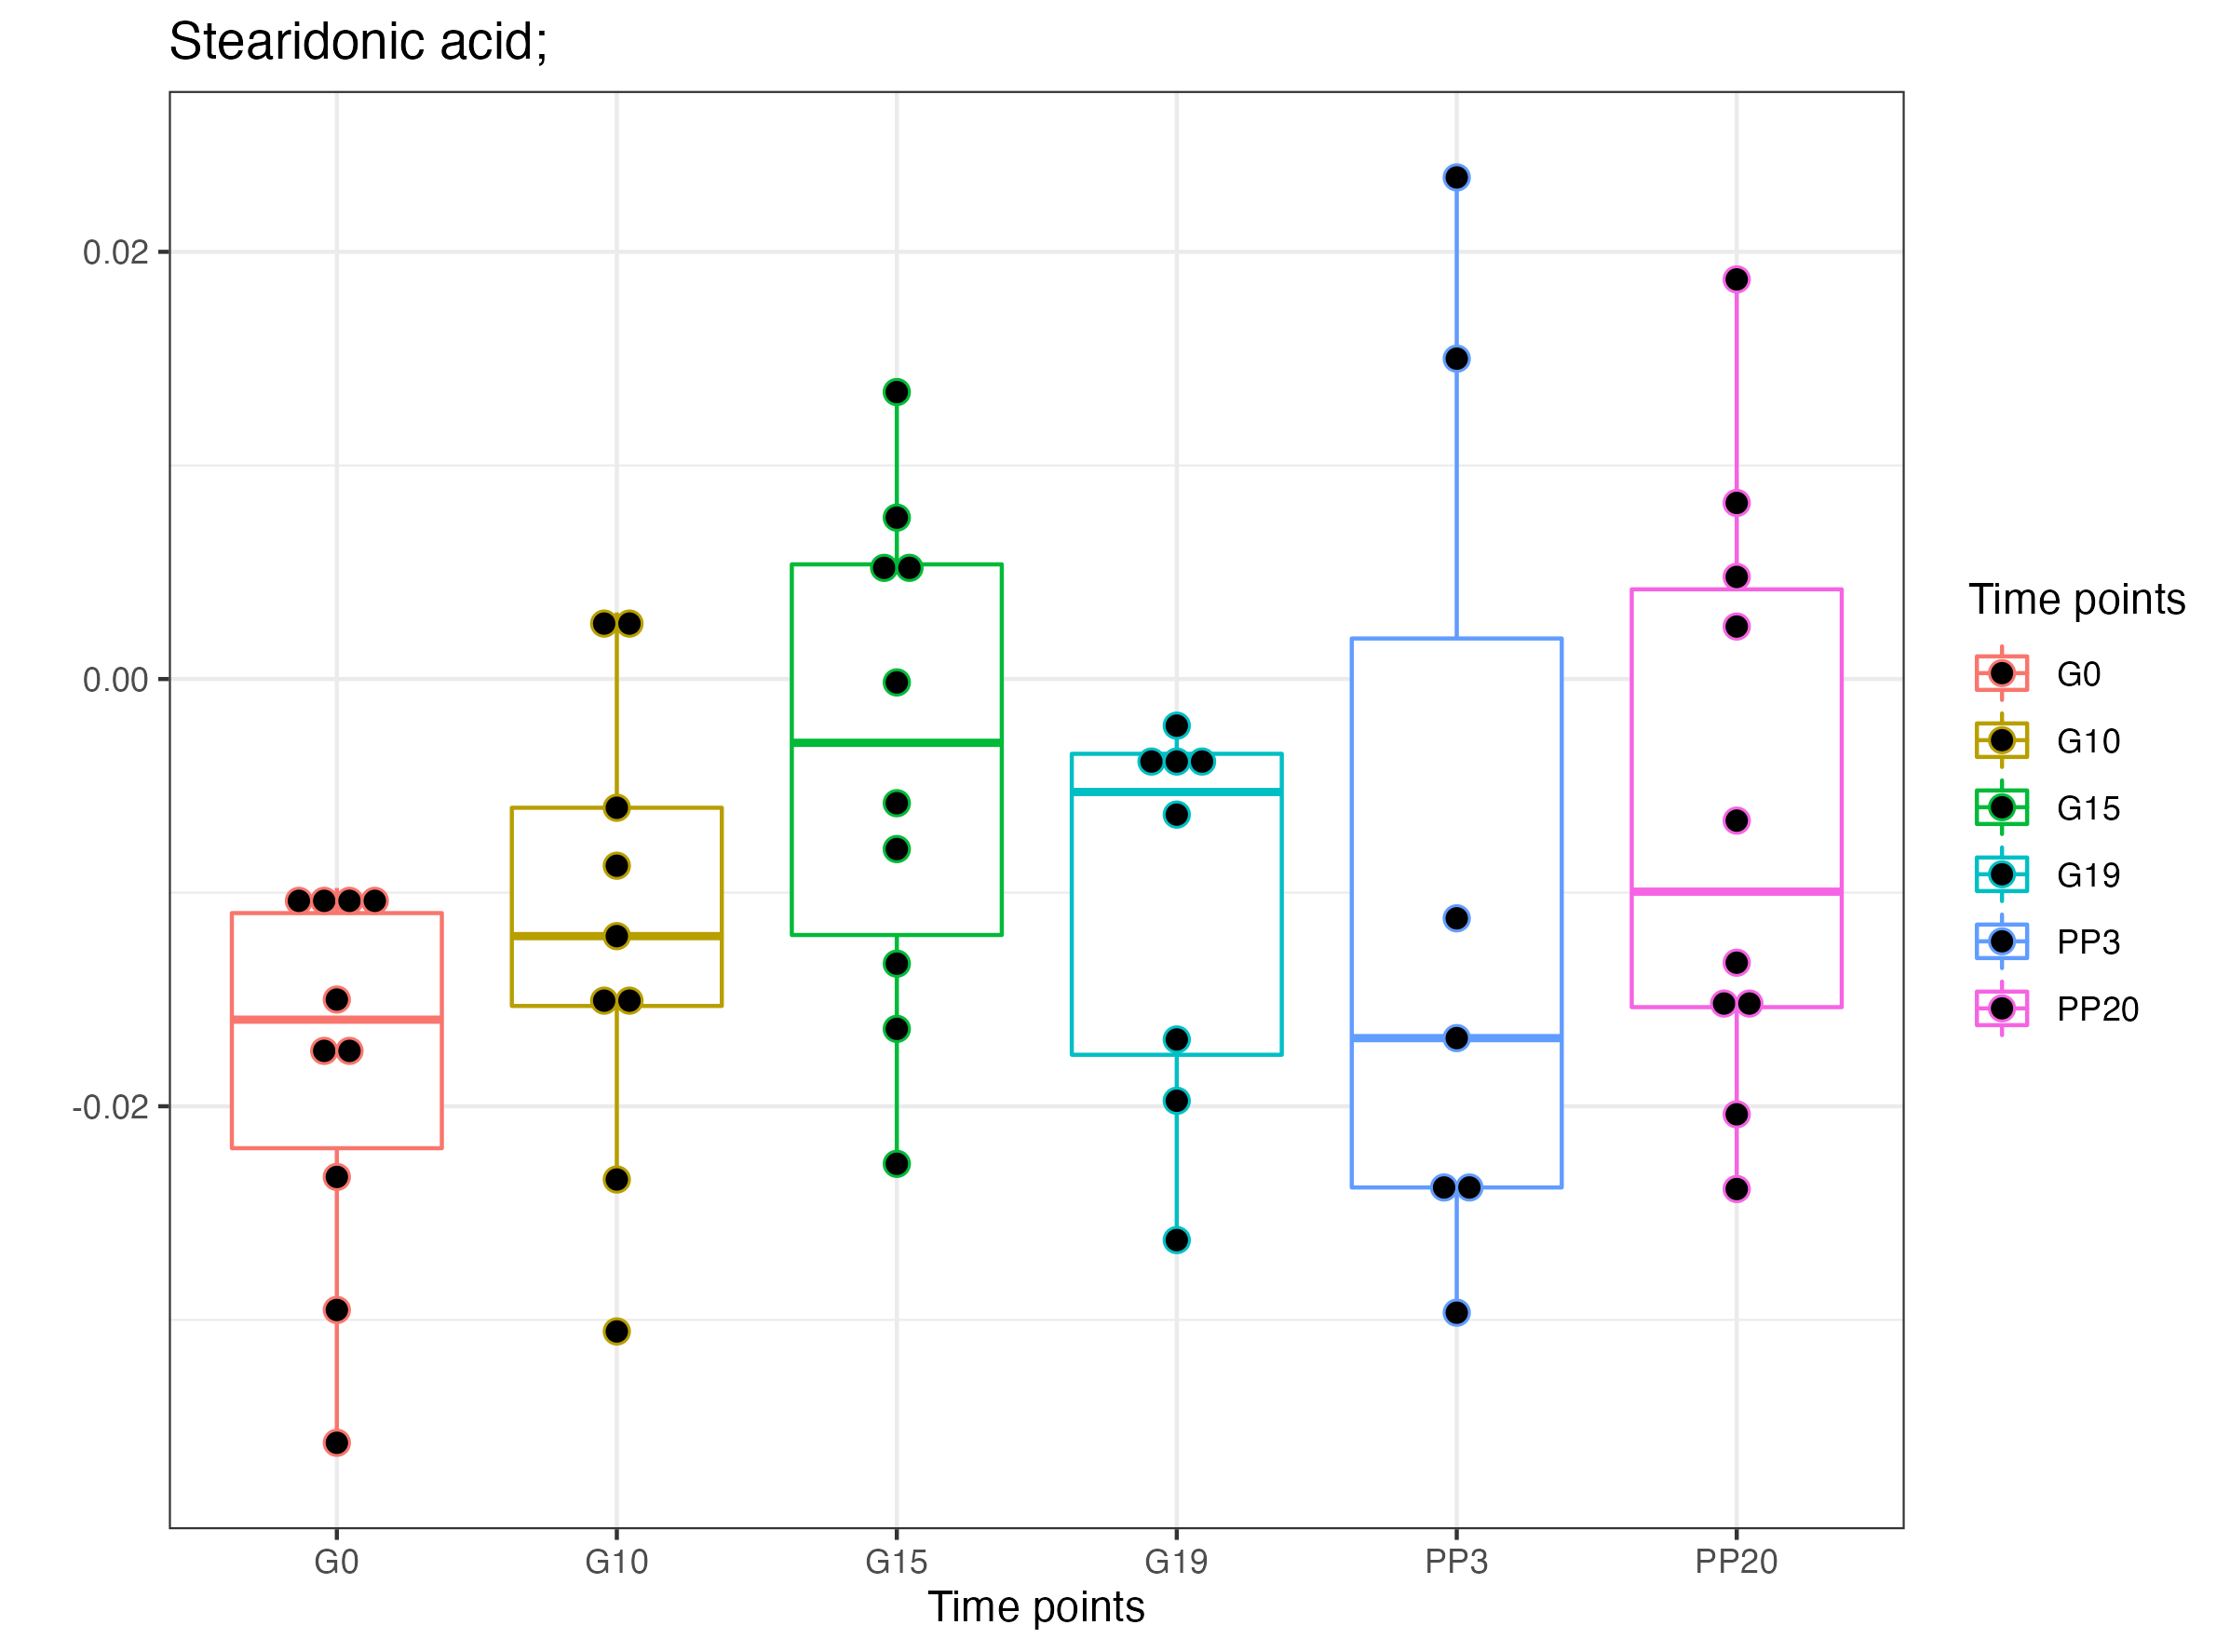 Stearidonic acid;
0.02
0.00
-0.02
G0 G10 G15 G19 PP3 PP20
Time points
Time points
G0
G10
G15
G19
PP3
PP20